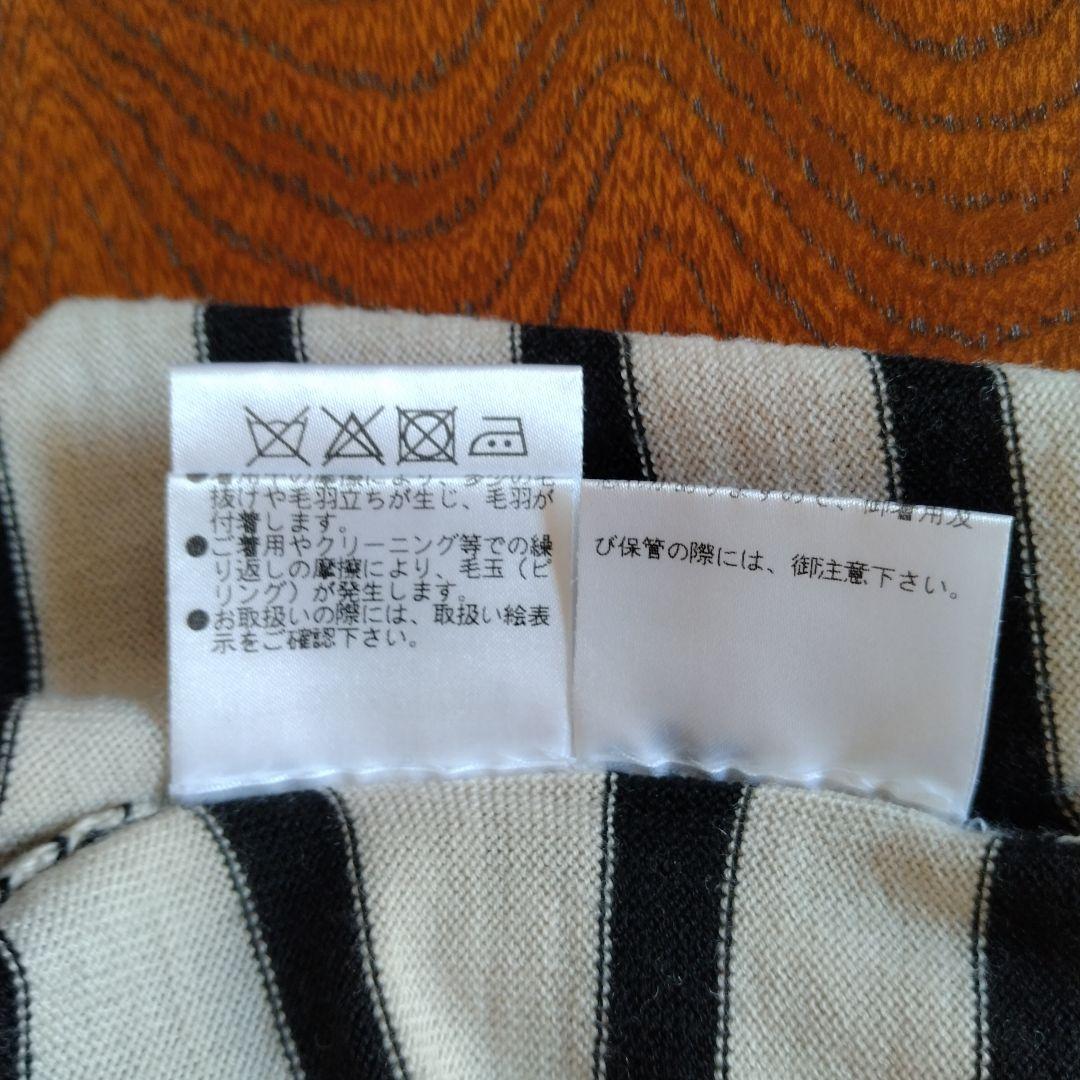 抜けや毛羽立ちが生じ、毛羽が
付着します。
●ご着用やクリーニング等での繰
り返しの摩擦により、毛玉（ピ
リング）が発生します。
●お取扱いの際には、取扱い絵表
示をご確認下さい。
び保管の際には、御注意下さい。